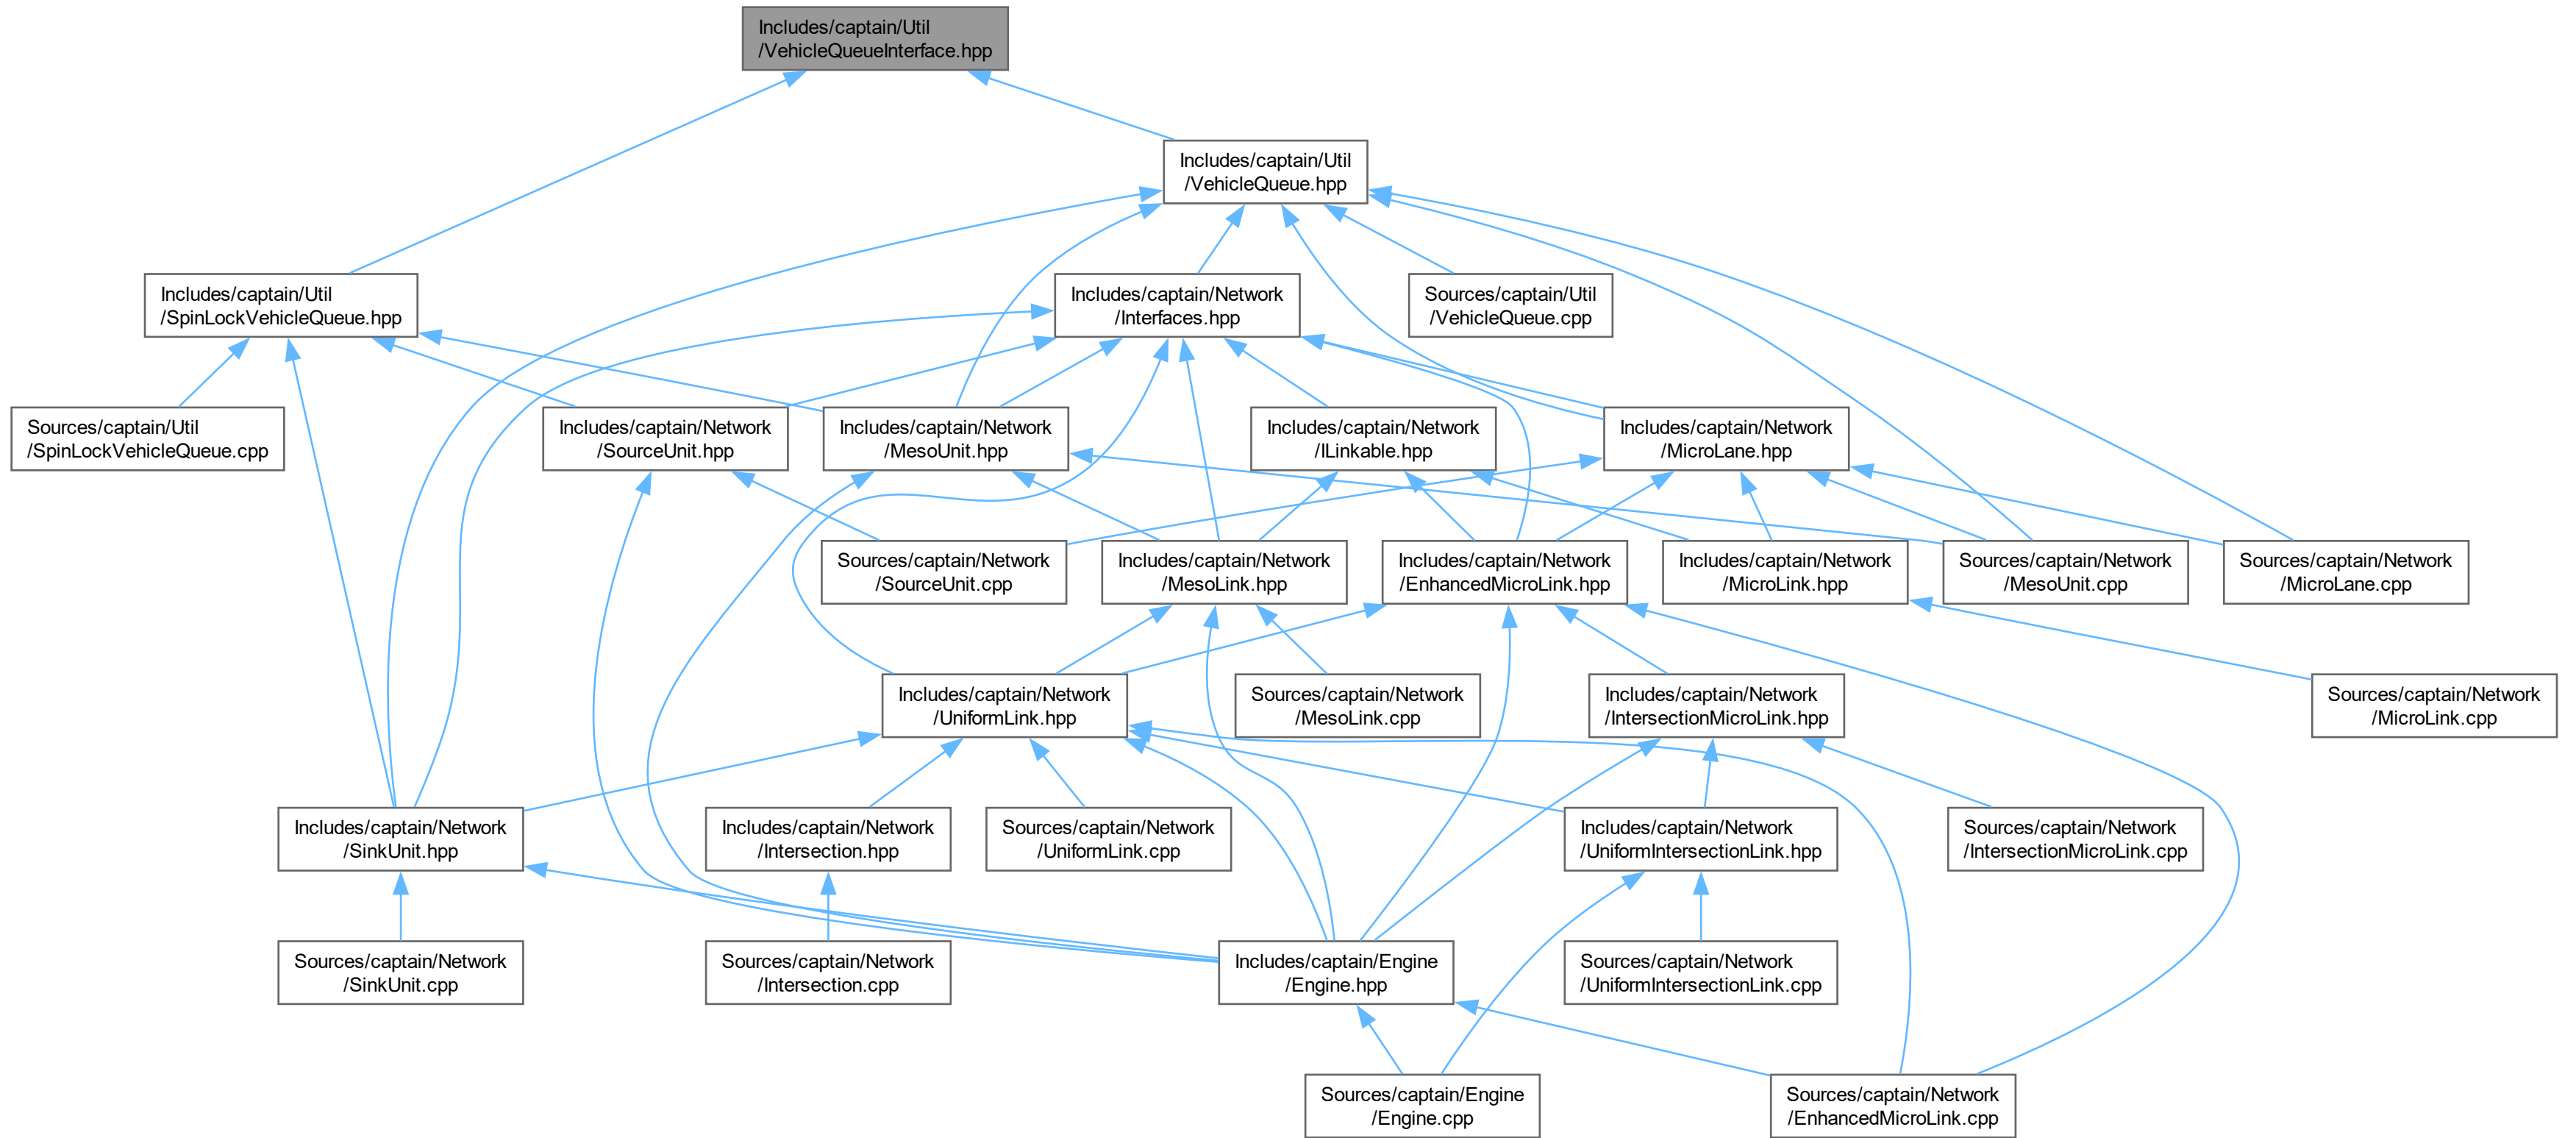 Includes/captain/Util
/VehicleQueueInterface.hpp
Includes/captain/Util
/VehicleQueue.hpp
Includes/captain/Util
/SpinLockVehicleQueue.hpp
Includes/captain/Network
/Interfaces.hpp
Sources/captain/Util
/VehicleQueue.cpp
Sources/captain/Util
/SpinLockVehicleQueue.cpp
Includes/captain/Network
/SourceUnit.hpp
Includes/captain/Network
/MesoUnit.hpp
Includes/captain/Network
/ILinkable.hpp
Includes/captain/Network
/MicroLane.hpp
Sources/captain/Network
/SourceUnit.cpp
Includes/captain/Network
/MesoLink.hpp
Includes/captain/Network
/EnhancedMicroLink.hpp
Includes/captain/Network
/MicroLink.hpp
Sources/captain/Network
/MesoUnit.cpp
Sources/captain/Network
/MicroLane.cpp
Includes/captain/Network
/UniformLink.hpp
Sources/captain/Network
/MesoLink.cpp
Includes/captain/Network
/IntersectionMicroLink.hpp
Sources/captain/Network
/MicroLink.cpp
Includes/captain/Network
/SinkUnit.hpp
Includes/captain/Network
/Intersection.hpp
Sources/captain/Network
/UniformLink.cpp
Includes/captain/Network
/UniformIntersectionLink.hpp
Sources/captain/Network
/IntersectionMicroLink.cpp
Sources/captain/Network
/SinkUnit.cpp
Sources/captain/Network
/Intersection.cpp
Includes/captain/Engine
/Engine.hpp
Sources/captain/Network
/UniformIntersectionLink.cpp
Sources/captain/Engine
/Engine.cpp
Sources/captain/Network
/EnhancedMicroLink.cpp